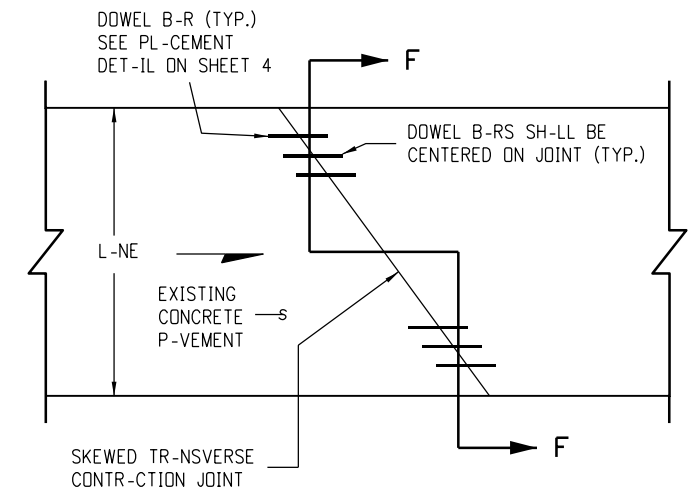 DOWEL B-R (TYP.)
SEE PL-CEMENT
DET-IL ON SHEET 4
F
DOWEL B-RS SH-LL BE
CENTERED ON JOINT (TYP.)
L-NE
EXISTING
CONCRETE
P-VEMENT
S
F
SKEWED TR-NSVERSE
CONTR-CTION JOINT